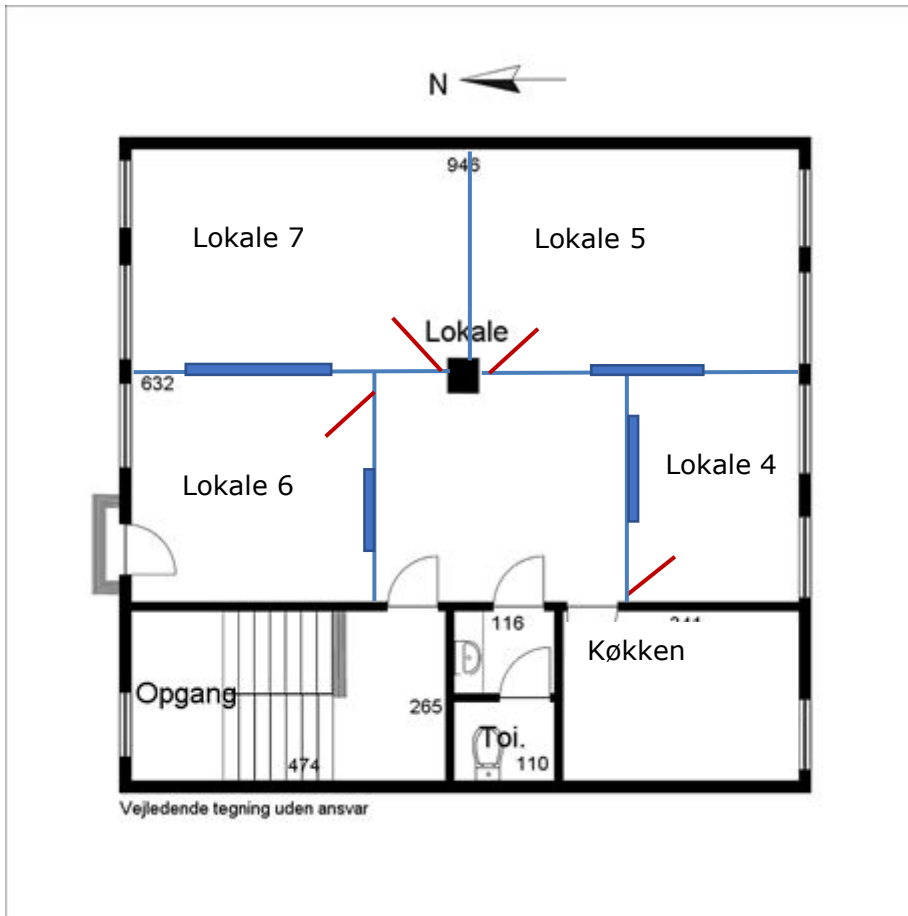 N
946
Lokale 7
Lokale 5
Lokale
632
Lokale 6
Lokale 4
116
Køkken
Opgang
265
Toi.
474
110
Vejledende tegning uden ansvar